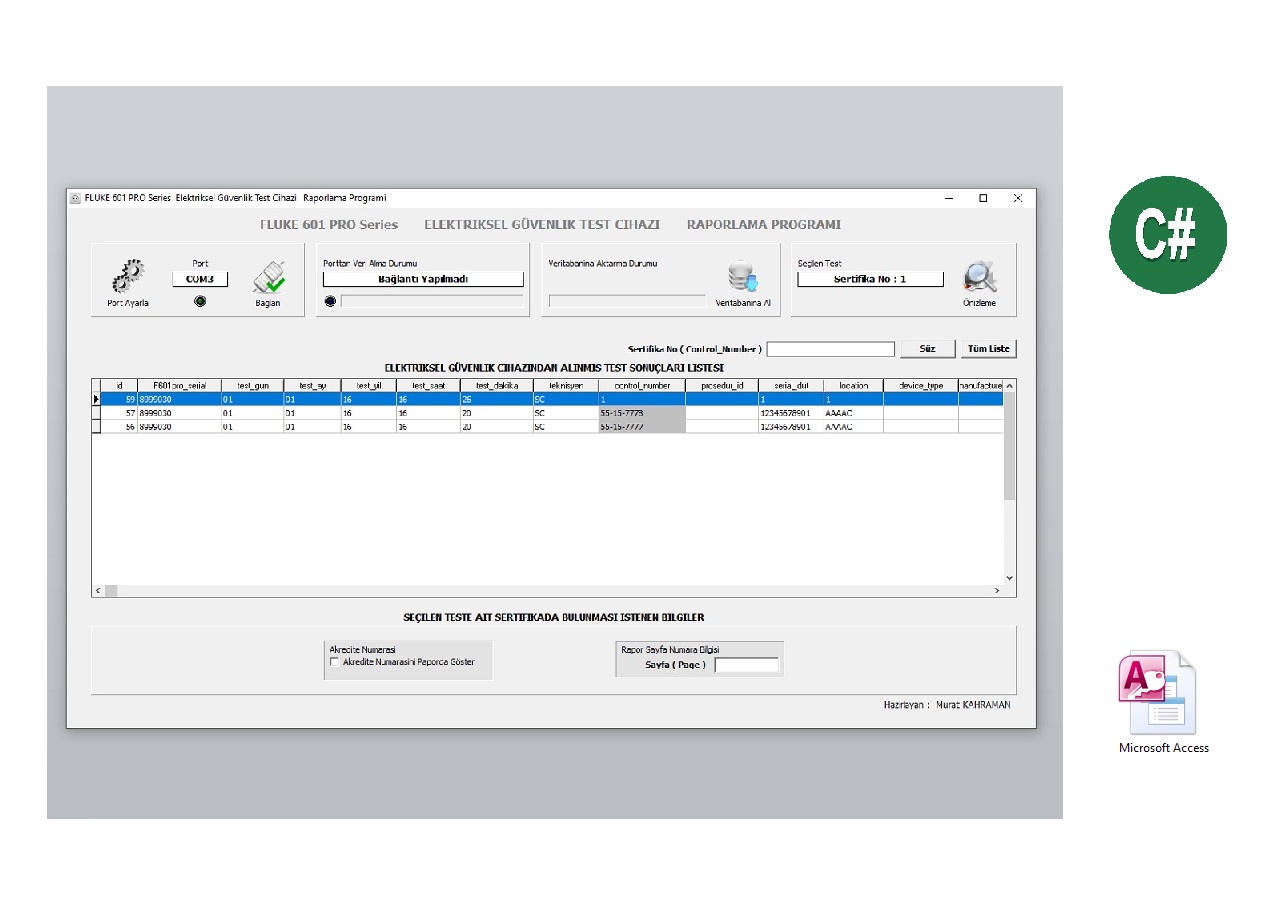 FLUKE 601 PRO Series Elektriksel Güvenlik Test Cihazi Raporlama Programi
FLUKE 601 PRO Series ELEKTRIKSEL GÜVENLIK TEST CIHAZI RAPORLAMA PROGRAMI
Port
COM3
Port Ayarla
Bağlan
Porttan Veri Alma Durumu
Bağlantı Yapılmadı
Veritabanina Aktarma Durumu
Veritabanına Al
Seçilen Test
Sertifika No : 1
Önizleme
C#
Sertifika No ( Control_Number )
Süz
Tüm Liste
ELEKTRIKSEL GÜVENLIK CIHAZINDAN ALINMIS TEST SONUÇLARI LISTESI
id F601pro_serial test_gun test_ay test_yil test_saat test_dakika teknisyen control_number prosedur_id seria_dut location device_type manufacture
59 8999030 01 01 16 16 26 SC 1 1 1
57 8999030 01 01 16 16 20 SC 55-15-7778 12345678901 AAAAC
56 8999030 01 01 16 16 20 SC 55-15-7777 12345678901 AAAAC
SEÇILEN TESTE AIT SERTIFIKADA BULUNMASI ISTENEN BILGILER
Akredite Numarasi
Akredite Numarasini Raporda Göster
Rapor Sayfa Numara Bilgisi
Sayfa ( Page )
Hazırlayan : Murat KAHRAMAN
A
Microsoft Access